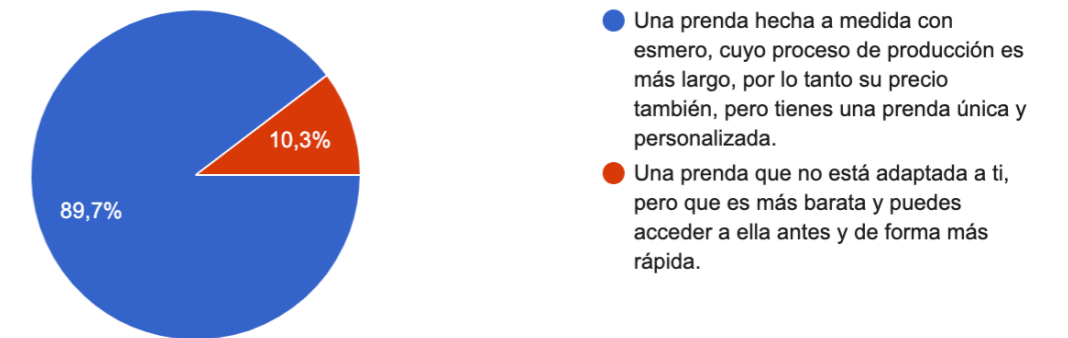 10,3%
89,7%
Una prenda hecha a medida con
esmero, cuyo proceso de producción es
más largo, por lo tanto su precio
también, pero tienes una prenda única y
personalizada.
Una prenda que no está adaptada a ti,
pero que es más barata y puedes
acceder a ella antes y de forma más
rápida.